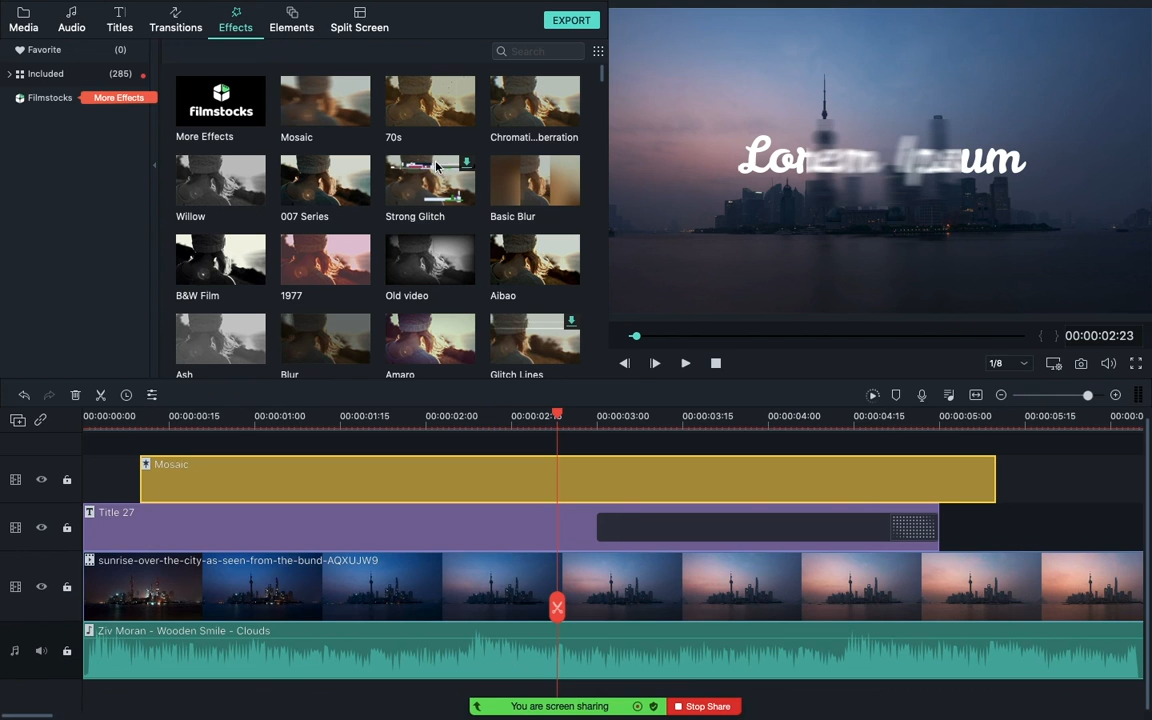 Media Audio Titles Transitions Effects Elements Split Screen EXPORT
Favorite (0)
Included (285)
Filmstocks More Effects
Search
filmstocks
More Effects Mosaic 70s Chromati...berration
Willow 007 Series Strong Glitch Basic Blur
B&W Film 1977 Old video Aibao
Ash Blur Amaro Glitch Lines
Lorem Ipsum
{ } 00:00:02:23
1/8
00:00:00:00 00:00:00:15 00:00:01:00 00:00:01:15 00:00:02:00 00:00:02:15 00:00:03:00 00:00:03:15 00:00:04:00 00:00:04:15 00:00:05:00 00:00:05:15 00:00:0
Mosaic
T Title 27
sunrise-over-the-city-as-seen-from-the-bund-AQXUJW9
Ziv Moran - Wooden Smile - Clouds
You are screen sharing Stop Share